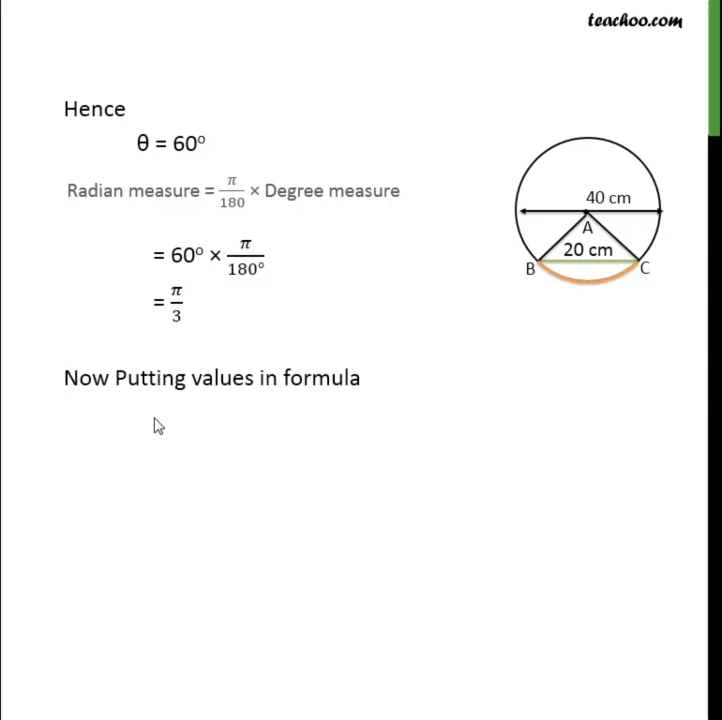 teachoo.com
Hence
θ = 60°
Radian measure = π/180 × Degree measure
= 60° × π/180°
= π/3
40 cm
A
20 cm
B C
Now Putting values in formula